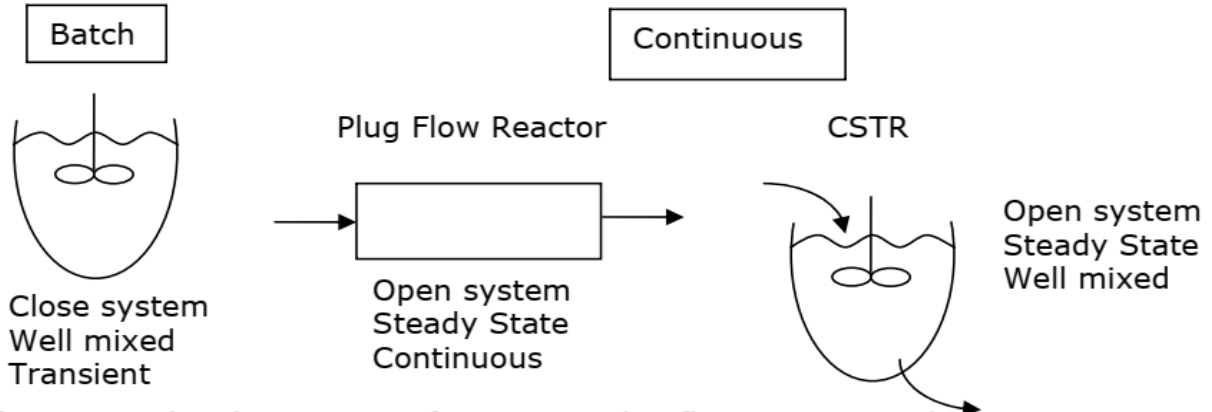 Batch
Continuous
Plug Flow Reactor
CSTR
Open system
Steady State
Well mixed
Close system
Well mixed
Transient
Open system
Steady State
Continuous